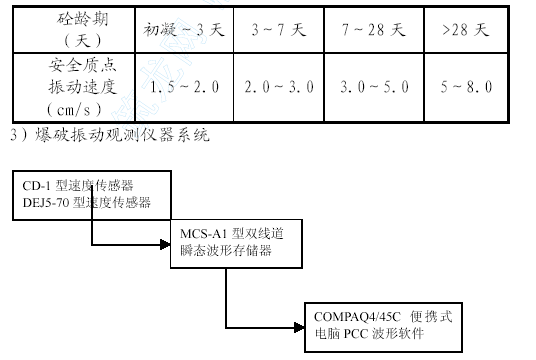 砼龄期
（天）
初凝～3天
3～7天
7～28天
>28天
安全质点
振动速度
（cm/s）
1.5～2.0
2.0～3.0
3.0～5.0
5～8.0
3）爆破振动观测仪器系统
CD-1 型速度传感器
DEJ5-70 型速度传感器
MCS-A1 型双线道
瞬态波形存储器
COMPAQ4/45C 便携式
电脑 PCC 波形软件